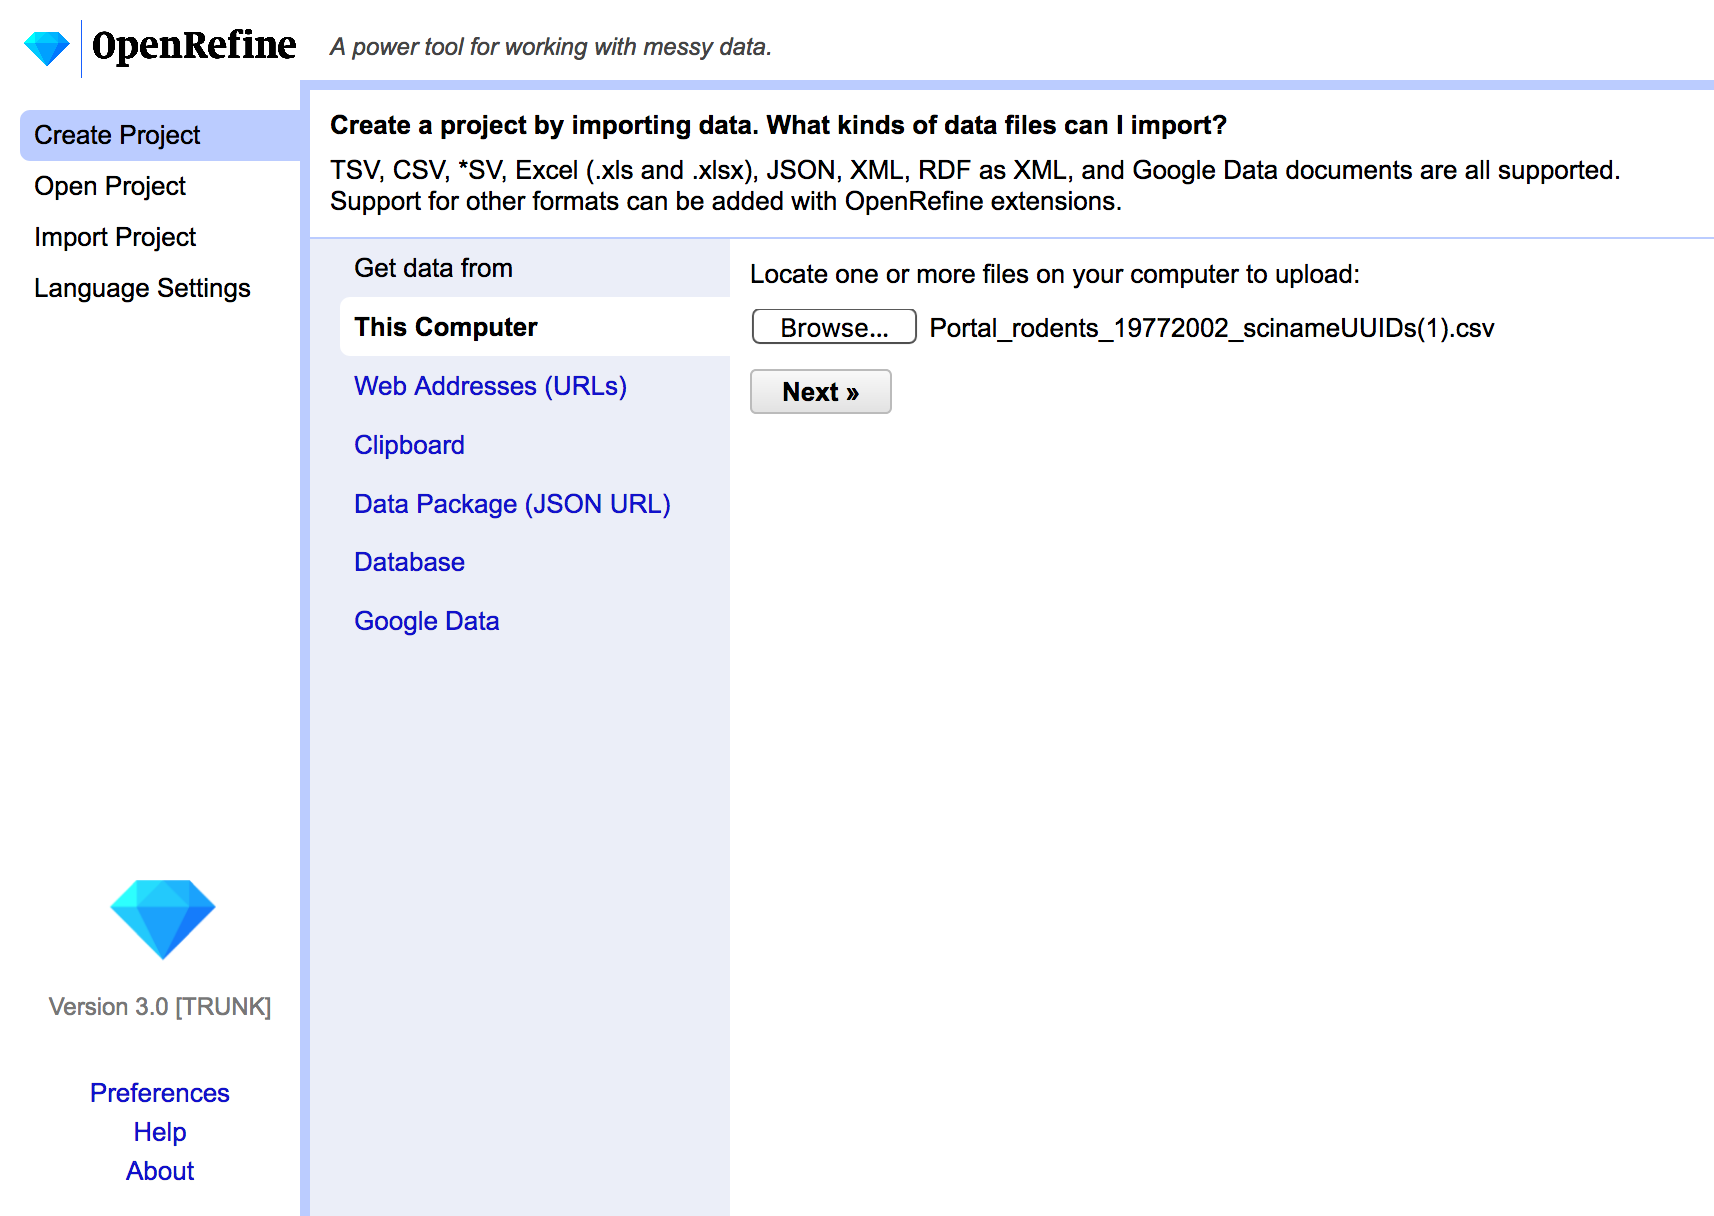 OpenRefine
A power tool for working with messy data.
Create Project
Open Project
Import Project
Language Settings
Create a project by importing data. What kinds of data files can I import?
TSV, CSV, *SV, Excel (.xls and .xlsx), JSON, XML, RDF as XML, and Google Data documents are all supported.
Support for other formats can be added with OpenRefine extensions.
Get data from
This Computer
Web Addresses (URLs)
Clipboard
Data Package (JSON URL)
Database
Google Data
Locate one or more files on your computer to upload:
Browse... Portal_rodents_19772002_scinameUUIDs(1).csv
Next »
Version 3.0 [TRUNK]
Preferences
Help
About